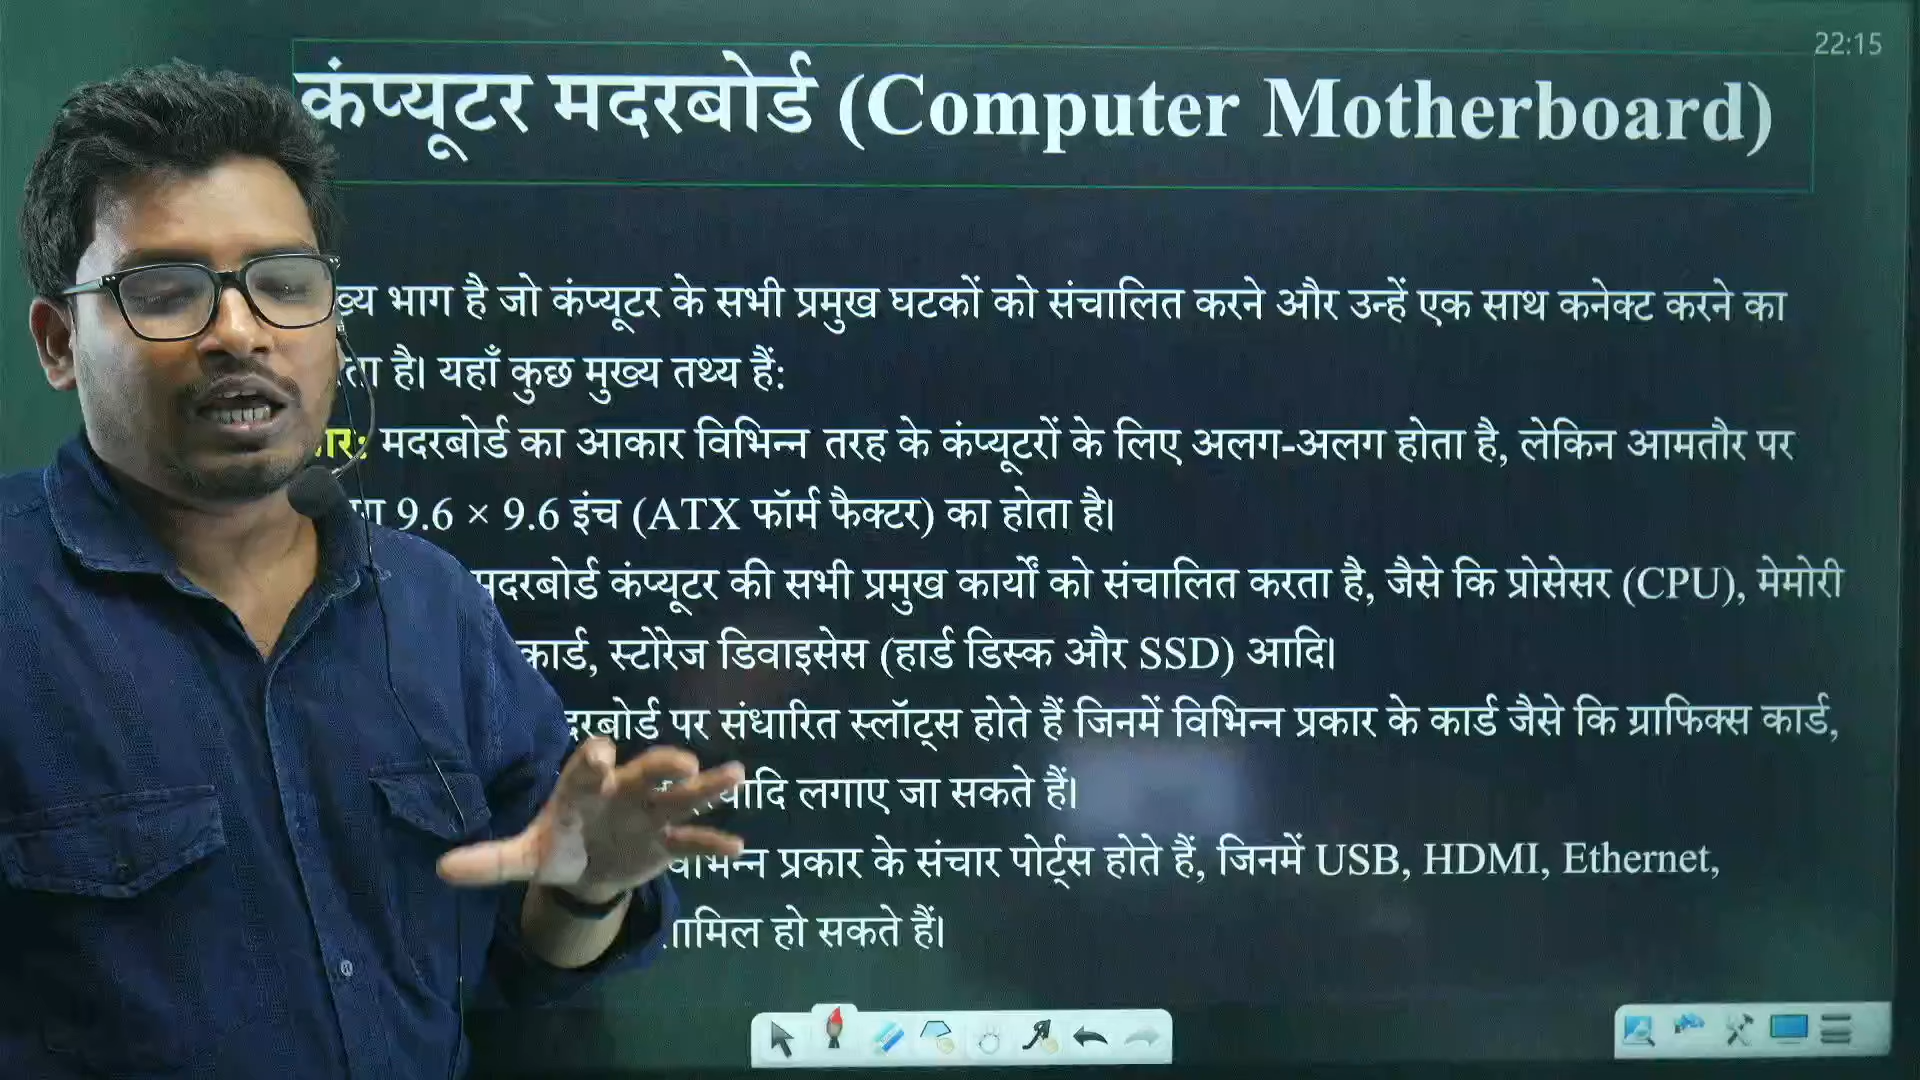 22:15
कंप्यूटर मदरबोर्ड (Computer Motherboard)
भाग है जो कंप्यूटर के सभी प्रमुख घटकों को संचालित करने और उन्हें एक साथ कनेक्ट करने का
है। यहाँ कुछ मुख्य तथ्य हैं:
मदरबोर्ड का आकार विभिन्न तरह के कंप्यूटरों के लिए अलग-अलग होता है, लेकिन आमतौर पर
9.6 × 9.6 इंच (ATX फॉर्म फैक्टर) का होता है।
मदरबोर्ड कंप्यूटर की सभी प्रमुख कार्यों को संचालित करता है, जैसे कि प्रोसेसर (CPU), मेमोरी
कार्ड, स्टोरेज डिवाइसेस (हार्ड डिस्क और SSD) आदि।
पर संधारित स्लॉट्स होते हैं जिनमें विभिन्न प्रकार के कार्ड जैसे कि ग्राफिक्स कार्ड,
लगाए जा सकते हैं।
विभिन्न प्रकार के संचार पोर्ट्स होते हैं, जिनमें USB, HDMI, Ethernet,
हो सकते हैं।